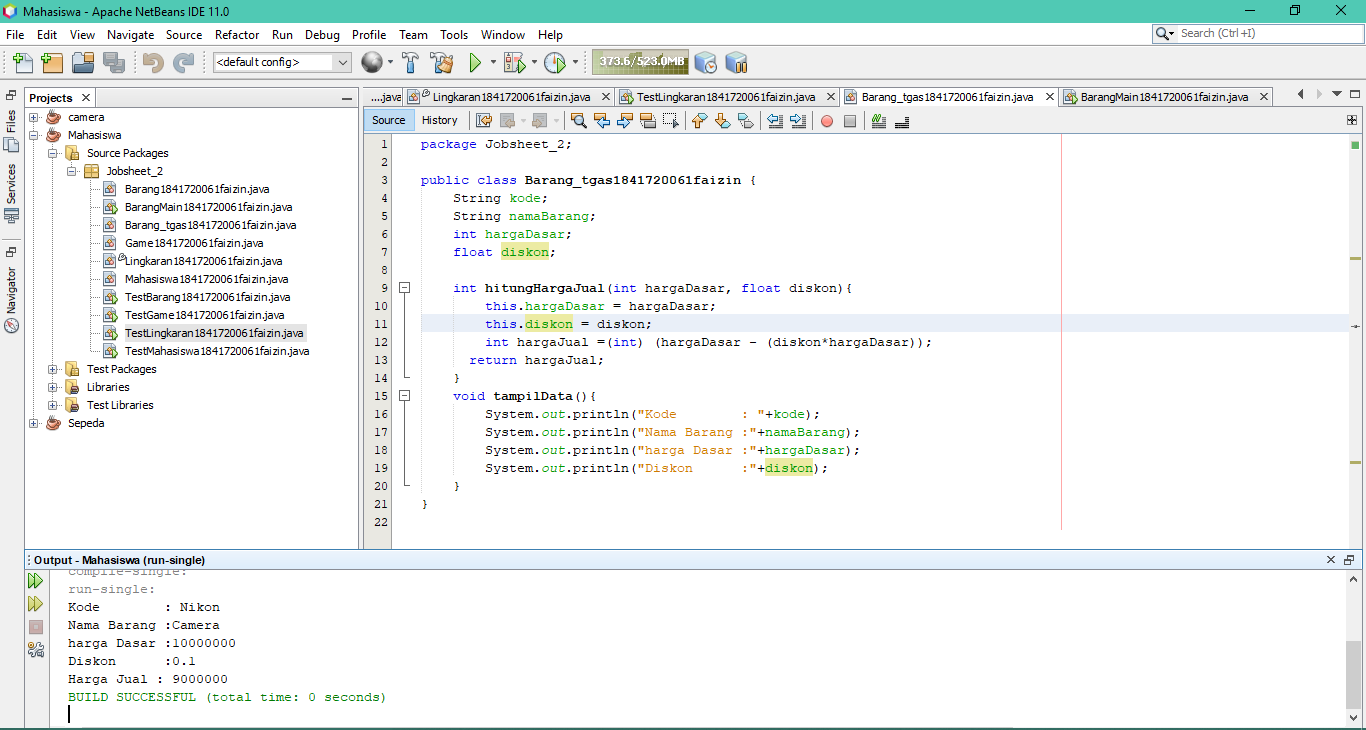 Mahasiswa - Apache NetBeans IDE 11.0
File Edit View Navigate Source Refactor Run Debug Profile Team Tools Window Help
Search (Ctrl+I)
<default config>
373.6/523.0MB
Projects
Files
Services
Navigator
camera
Mahasiswa
Source Packages
Jobsheet_2
Barang1841720061faizin.java
BarangMain1841720061faizin.java
Barang_tgas1841720061faizin.java
Game1841720061faizin.java
Lingkaran1841720061faizin.java
Mahasiswa1841720061faizin.java
TestBarang1841720061faizin.java
TestGame1841720061faizin.java
TestLingkaran1841720061faizin.java
TestMahasiswa1841720061faizin.java
Test Packages
Libraries
Test Libraries
Sepeda
....java Lingkaran1841720061faizin.java TestLingkaran1841720061faizin.java Barang_tgas1841720061faizin.java BarangMain1841720061faizin.java
Source History
1 package Jobsheet_2;
2
3 public class Barang_tgas1841720061faizin {
4 String kode;
5 String namaBarang;
6 int hargaDasar;
7 float diskon;
8
9 int hitungHargaJual(int hargaDasar, float diskon){
10 this.hargaDasar = hargaDasar;
11 this.diskon = diskon;
12 int hargaJual =(int) (hargaDasar - (diskon*hargaDasar));
13 return hargaJual;
14 }
15 void tampilData(){
16 System.out.println("Kode        : "+kode);
17 System.out.println("Nama Barang :"+namaBarang);
18 System.out.println("harga Dasar :"+hargaDasar);
19 System.out.println("Diskon      :"+diskon);
20 }
21 }
22
Output - Mahasiswa (run-single)
compile-single:
run-single:
Kode        : Nikon
Nama Barang :Camera
harga Dasar :10000000
Diskon      :0.1
Harga Jual : 9000000
BUILD SUCCESSFUL (total time: 0 seconds)